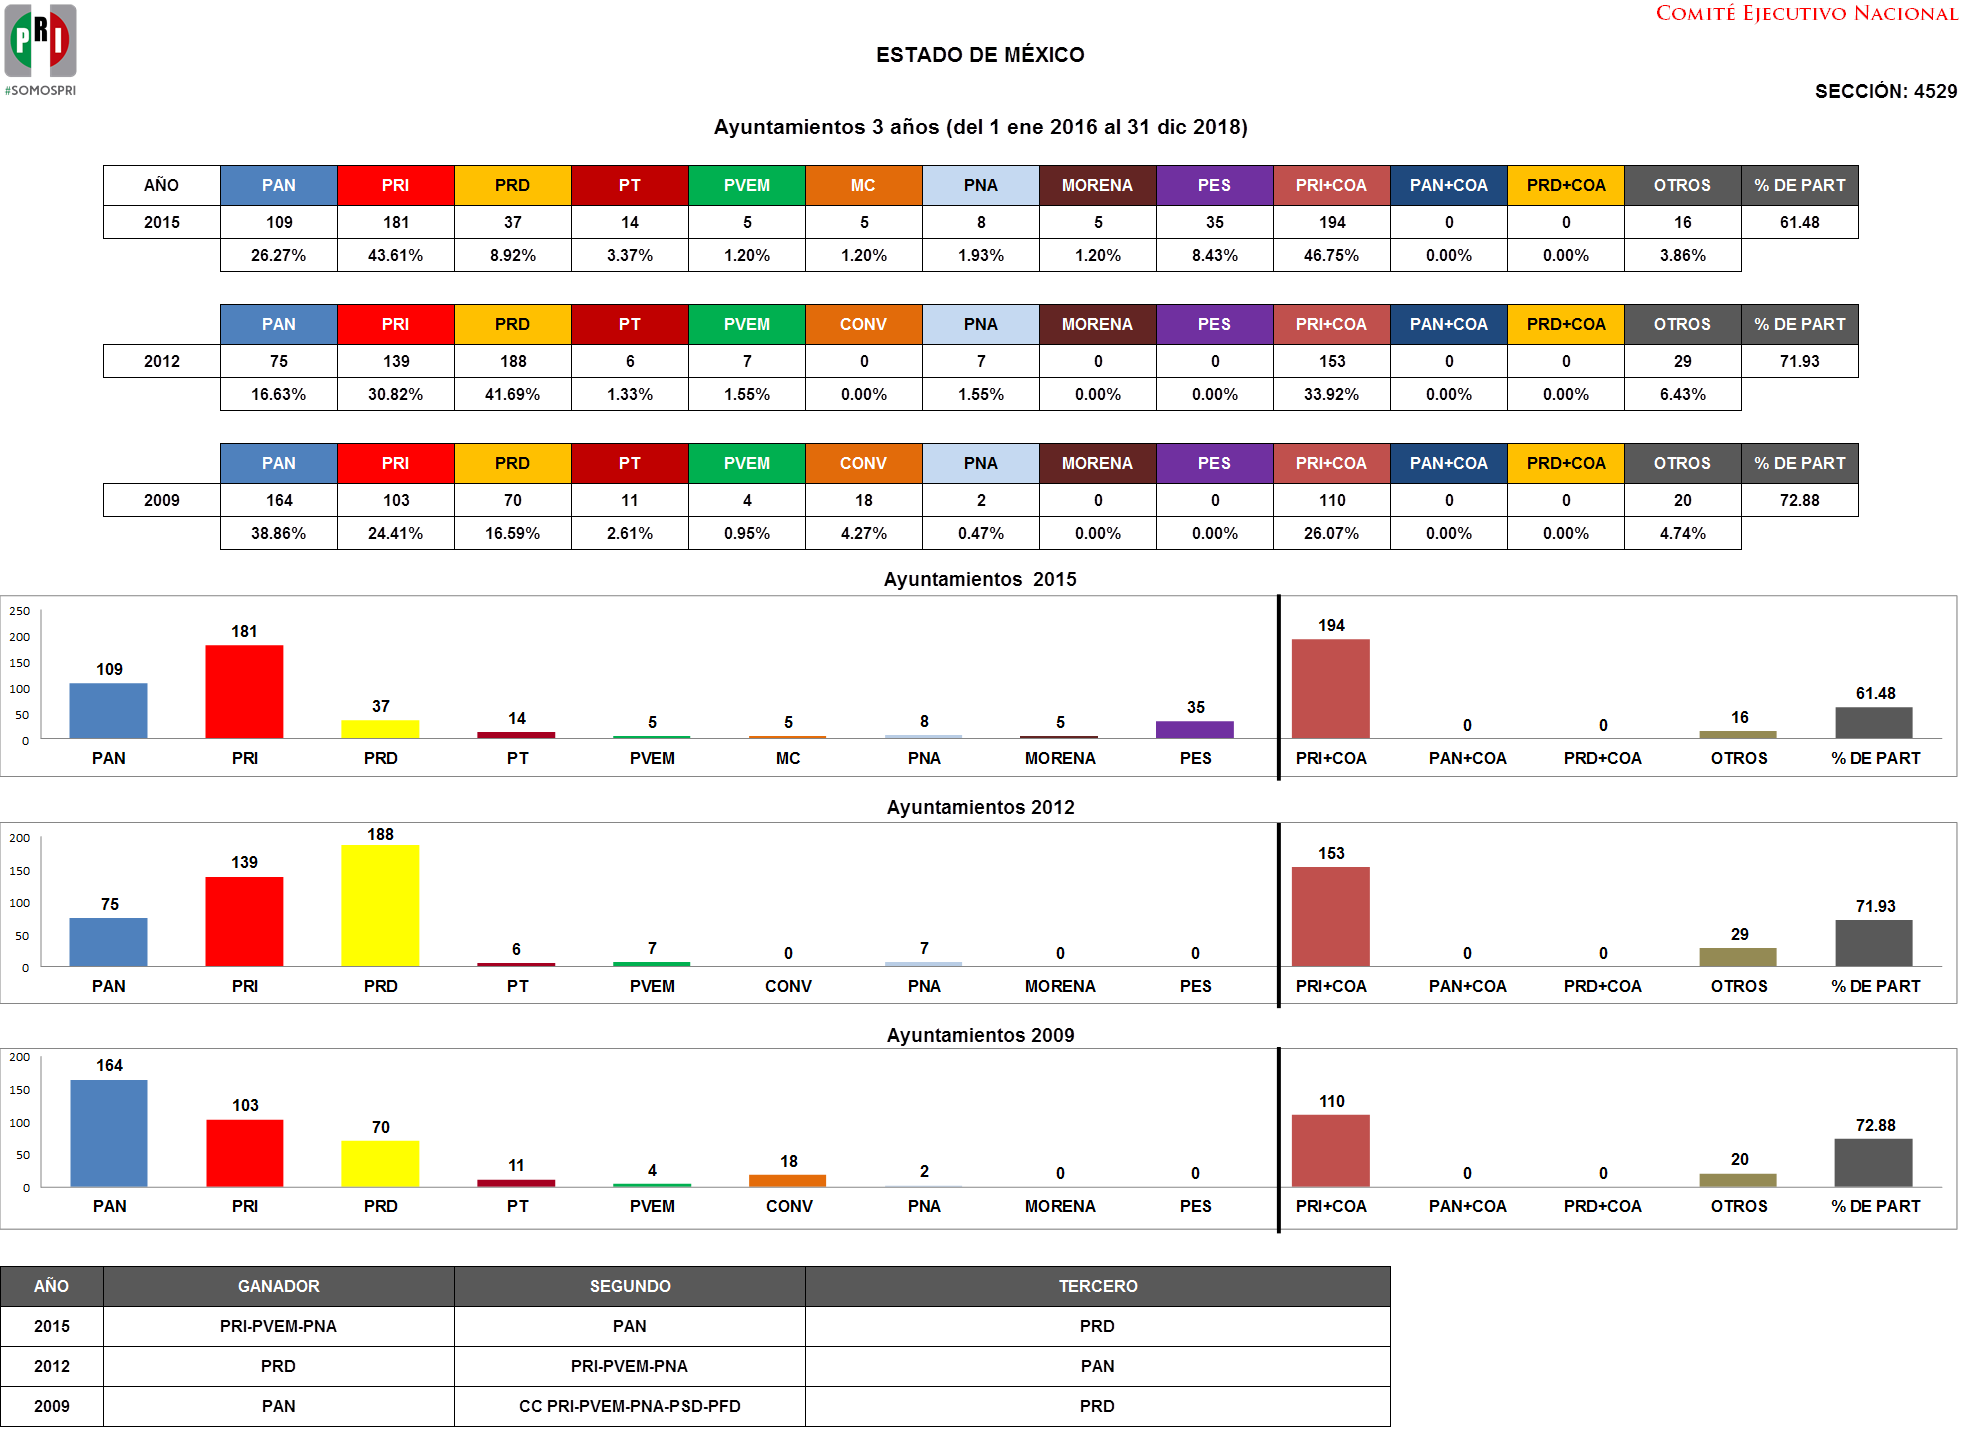 PRI
#SOMOSPRI
COMITÉ EJECUTIVO NACIONAL
ESTADO DE MÉXICO
SECCIÓN: 4529
Ayuntamientos 3 años (del 1 ene 2016 al 31 dic 2018)
AÑO PAN PRI PRD PT PVEM MC PNA MORENA PES PRI+COA PAN+COA PRD+COA OTROS % DE PART
2015 109 181 37 14 5 5 8 5 35 194 0 0 16 61.48
26.27% 43.61% 8.92% 3.37% 1.20% 1.20% 1.93% 1.20% 8.43% 46.75% 0.00% 0.00% 3.86%
PAN PRI PRD PT PVEM CONV PNA MORENA PES PRI+COA PAN+COA PRD+COA OTROS % DE PART
2012 75 139 188 6 7 0 7 0 0 153 0 0 29 71.93
16.63% 30.82% 41.69% 1.33% 1.55% 0.00% 1.55% 0.00% 0.00% 33.92% 0.00% 0.00% 6.43%
PAN PRI PRD PT PVEM CONV PNA MORENA PES PRI+COA PAN+COA PRD+COA OTROS % DE PART
2009 164 103 70 11 4 18 2 0 0 110 0 0 20 72.88
38.86% 24.41% 16.59% 2.61% 0.95% 4.27% 0.47% 0.00% 0.00% 26.07% 0.00% 0.00% 4.74%
Ayuntamientos 2015
250
200
150
100
50
0
109 181 37 14 5 5 8 5 35 194 0 0 16 61.48
PAN PRI PRD PT PVEM MC PNA MORENA PES PRI+COA PAN+COA PRD+COA OTROS % DE PART
Ayuntamientos 2012
200
150
100
50
0
75 139 188 6 7 0 7 0 0 153 0 0 29 71.93
PAN PRI PRD PT PVEM CONV PNA MORENA PES PRI+COA PAN+COA PRD+COA OTROS % DE PART
Ayuntamientos 2009
200
150
100
50
0
164 103 70 11 4 18 2 0 0 110 0 0 20 72.88
PAN PRI PRD PT PVEM CONV PNA MORENA PES PRI+COA PAN+COA PRD+COA OTROS % DE PART
AÑO GANADOR SEGUNDO TERCERO
2015 PRI-PVEM-PNA PAN PRD
2012 PRD PRI-PVEM-PNA PAN
2009 PAN CC PRI-PVEM-PNA-PSD-PFD PRD